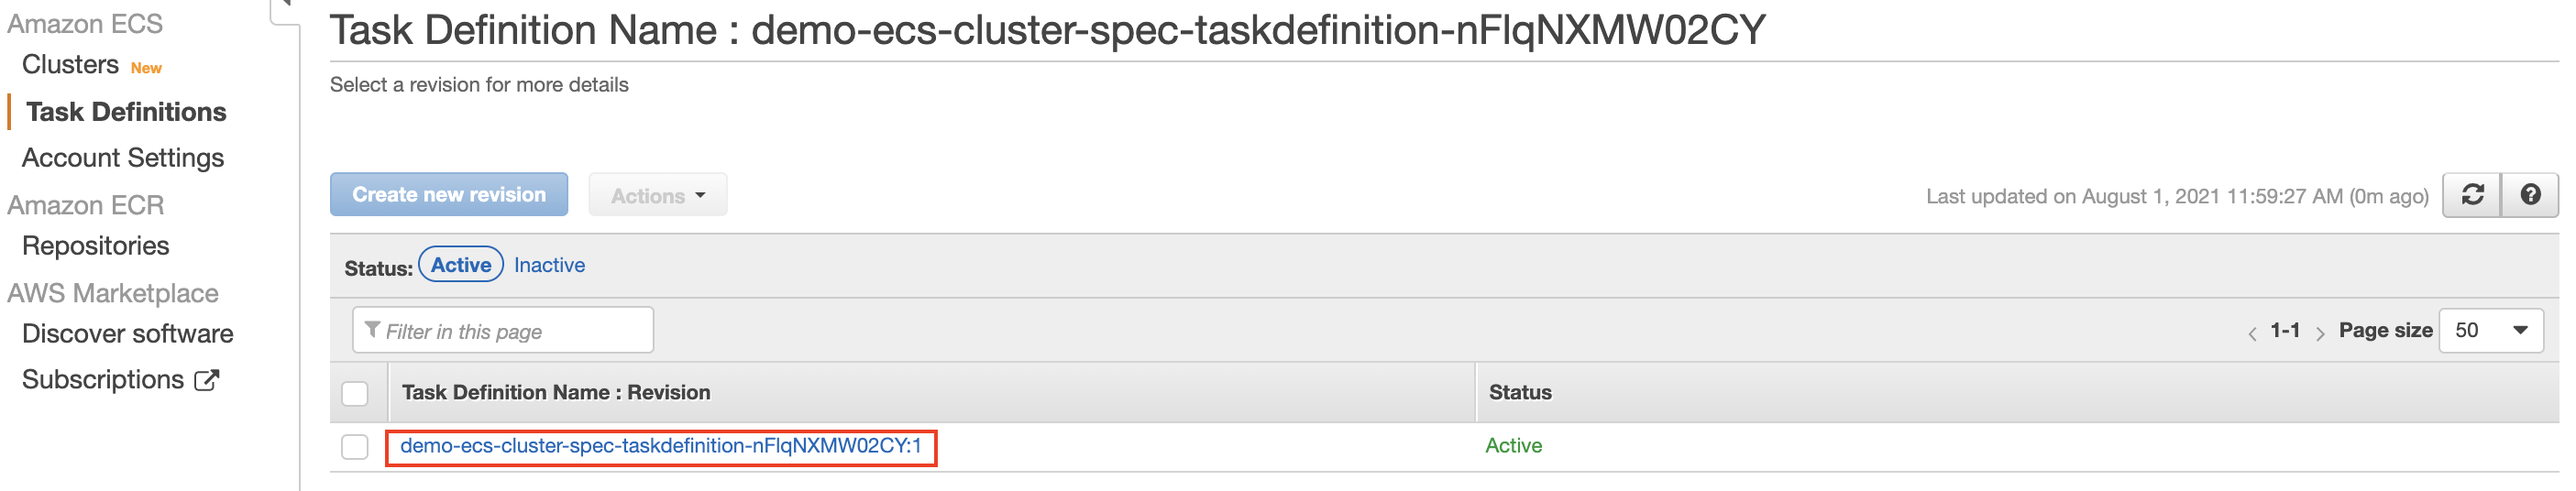 Amazon ECS
Clusters New
Task Definitions
Account Settings
Amazon ECR
Repositories
AWS Marketplace
Discover software
Subscriptions
Task Definition Name : demo-ecs-cluster-spec-taskdefinition-nFlqNXMW02CY
Select a revision for more details
Create new revision
Actions
Last updated on August 1, 2021 11:59:27 AM (0m ago)
Status: Active Inactive
Filter in this page
1-1 Page size 50
Task Definition Name : Revision Status
demo-ecs-cluster-spec-taskdefinition-nFlqNXMW02CY:1 Active